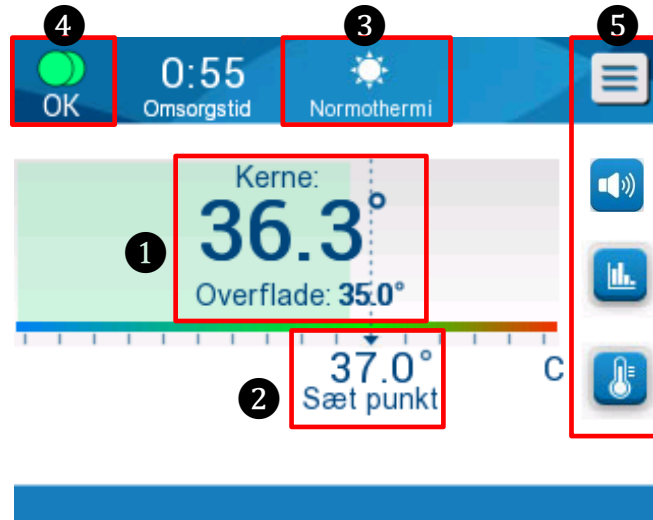 4
3
5
OK
0:55
Omsorgstid
Normothermi
1
Kerne:
36.3°
Overflade: 35.0°
2
37.0°
Sæt punkt
C